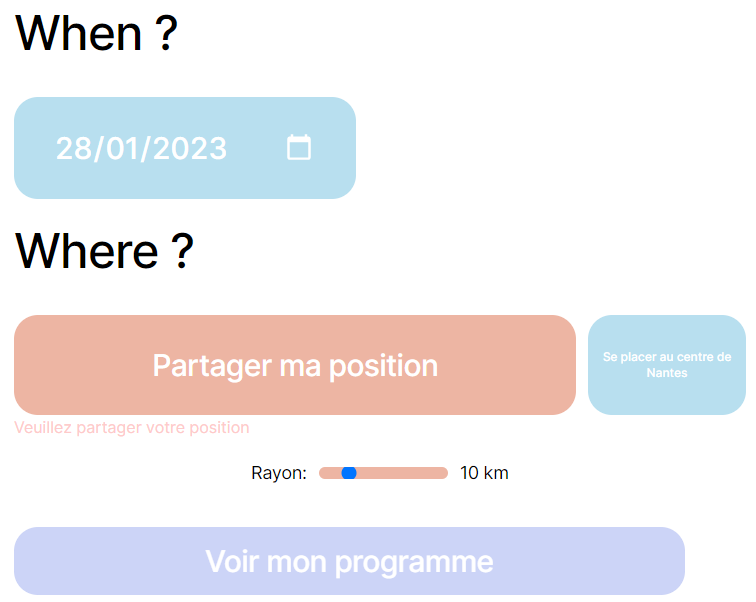 When ?
28/01/2023
Where ?
Partager ma position
Se placer au centre de
Nantes
Veuillez partager votre position
Rayon: 10 km
Voir mon programme